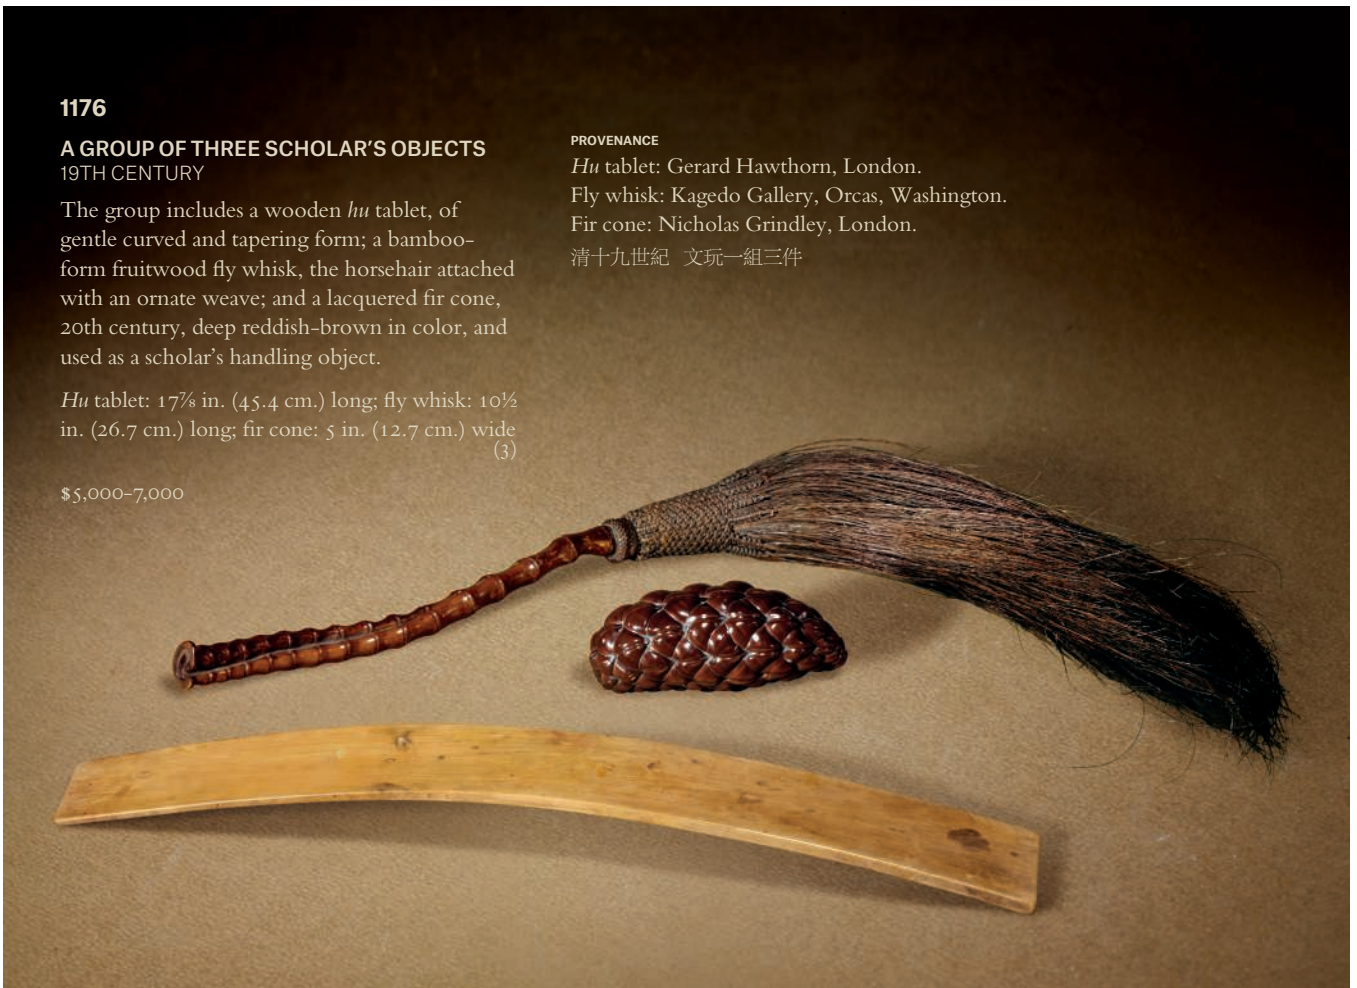 1176
A GROUP OF THREE SCHOLAR’S OBJECTS
19TH CENTURY
The group includes a wooden hu tablet, of
gentle curved and tapering form; a bamboo-
form fruitwood fly whisk, the horsehair attached
with an ornate weave; and a lacquered fir cone,
20th century, deep reddish-brown in color, and
used as a scholar’s handling object.
Hu tablet: 17⅞ in. (45.4 cm.) long; fly whisk: 10½
in. (26.7 cm.) long; fir cone: 5 in. (12.7 cm.) wide
(3)
$5,000-7,000
PROVENANCE
Hu tablet: Gerard Hawthorn, London.
Fly whisk: Kagedo Gallery, Orcas, Washington.
Fir cone: Nicholas Grindley, London.
清十九世紀 文玩一組三件